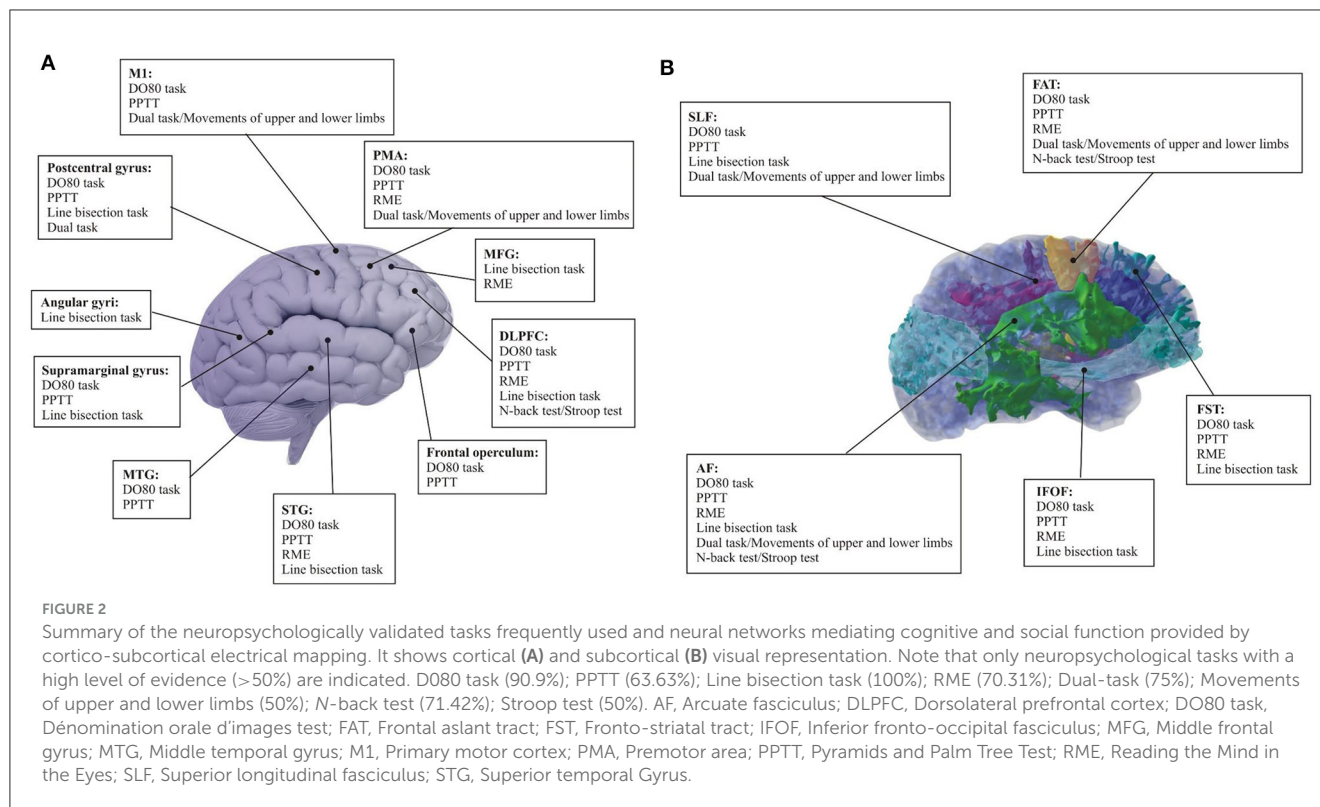 A
M1:
DO80 task
PPTT
Dual task/Movements of upper and lower limbs
Postcentral gyrus:
DO80 task
PPTT
Line bisection task
Dual task
PMA:
DO80 task
PPTT
RME
Dual task/Movements of upper and lower limbs
MFG:
Line bisection task
RME
Angular gyri:
Line bisection task
DLPFC:
DO80 task
PPTT
RME
Line bisection task
N-back test/Stroop test
Supramarginal gyrus:
DO80 task
PPTT
Line bisection task
Frontal operculum:
DO80 task
PPTT
MTG:
DO80 task
PPTT
STG:
DO80 task
PPTT
RME
Line bisection task
B
FAT:
DO80 task
PPTT
RME
Dual task/Movements of upper and lower limbs
N-back test/Stroop test
SLF:
DO80 task
PPTT
Line bisection task
Dual task/Movements of upper and lower limbs
FST:
DO80 task
PPTT
RME
Line bisection task
AF:
DO80 task
PPTT
RME
Line bisection task
Dual task/Movements of upper and lower limbs
N-back test/Stroop test
IFOF:
DO80 task
PPTT
RME
Line bisection task
FIGURE 2
Summary of the neuropsychologically validated tasks frequently used and neural networks mediating cognitive and social function provided by
cortico-subcortical electrical mapping. It shows cortical (A) and subcortical (B) visual representation. Note that only neuropsychological tasks with a
high level of evidence (>50%) are indicated. D080 task (90.9%); PPTT (63.63%); Line bisection task (100%); RME (70.31%); Dual-task (75%); Movements
of upper and lower limbs (50%); N-back test (71.42%); Stroop test (50%). AF, Arcuate fasciculus; DLPFC, Dorsolateral prefrontal cortex; DO80 task,
Dénomination orale d'images test; FAT, Frontal aslant tract; FST, Fronto-striatal tract; IFOF, Inferior fronto-occipital fasciculus; MFG, Middle frontal
gyrus; MTG, Middle temporal gyrus; M1, Primary motor cortex; PMA, Premotor area; PPTT, Pyramids and Palm Tree Test; RME, Reading the Mind in
the Eyes; SLF, Superior longitudinal fasciculus; STG, Superior temporal Gyrus.